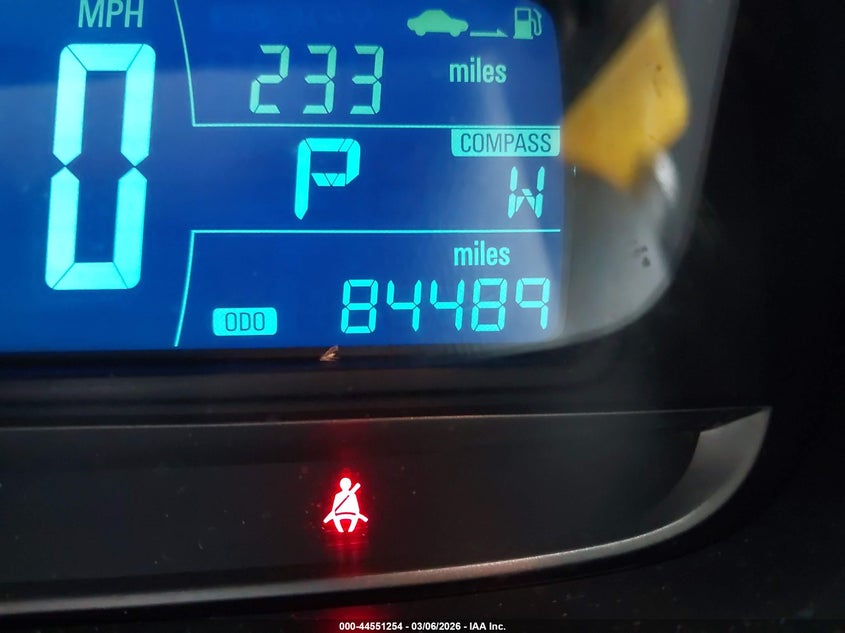 MPH
233 miles
P
COMPASS
W
miles
ODO 84489
000-44551254 - 03/06/2026 - IAA Inc.